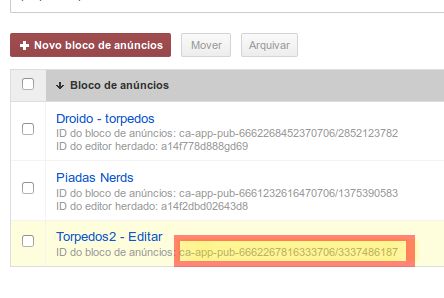 + Novo bloco de anúncios
Mover
Arquivar
Bloco de anúncios
Droido - torpedos
ID do bloco de anúncios: ca-app-pub-6662268452370706/2852123782
ID do editor herdado: a14f778d888gd69
Piadas Nerds
ID do bloco de anúncios: ca-app-pub-6661232616470706/1375390583
ID do editor herdado: a14f2dbd02643d8
Torpedos2 - Editar
ID do bloco de anúncios: ca-app-pub-6662267816333706/3337486187